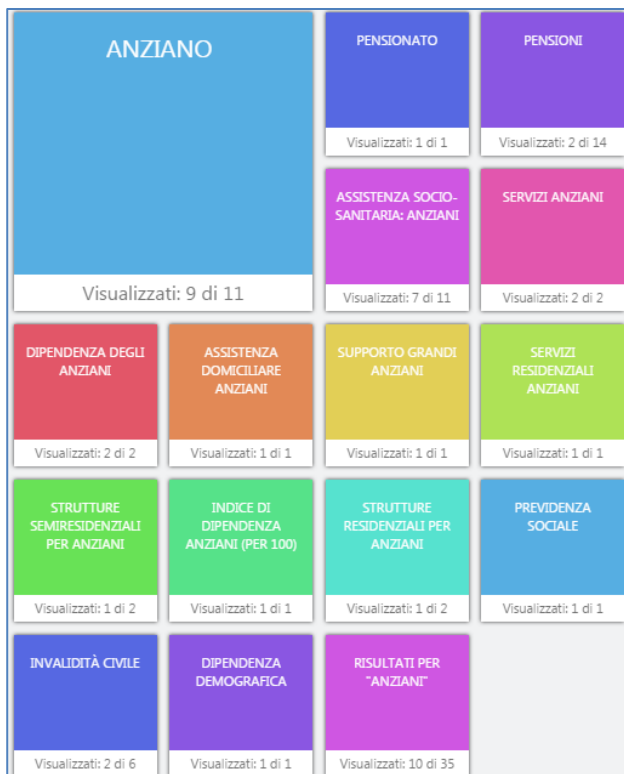 ANZIANO
Visualizzati: 9 di 11
PENSIONATO
Visualizzati: 1 di 1
PENSIONI
Visualizzati: 2 di 14
ASSISTENZA SOCIO-
SANITARIA: ANZIANI
Visualizzati: 7 di 11
SERVIZI ANZIANI
Visualizzati: 2 di 2
DIPENDENZA DEGLI
ANZIANI
Visualizzati: 2 di 2
ASSISTENZA
DOMICILIARE
ANZIANI
Visualizzati: 1 di 1
SUPPORTO GRANDI
ANZIANI
Visualizzati: 1 di 1
SERVIZI
RESIDENZIALI
ANZIANI
Visualizzati: 1 di 1
STRUTTURE
SEMIRESIDENZIALI
PER ANZIANI
Visualizzati: 1 di 2
INDICE DI
DIPENDENZA
ANZIANI (PER 100)
Visualizzati: 1 di 1
STRUTTURE
RESIDENZIALI PER
ANZIANI
Visualizzati: 1 di 2
PREVIDENZA
SOCIALE
Visualizzati: 1 di 1
INVALIDITÀ CIVILE
Visualizzati: 2 di 6
DIPENDENZA
DEMOGRAFICA
Visualizzati: 1 di 1
RISULTATI PER
"ANZIANI"
Visualizzati: 10 di 35